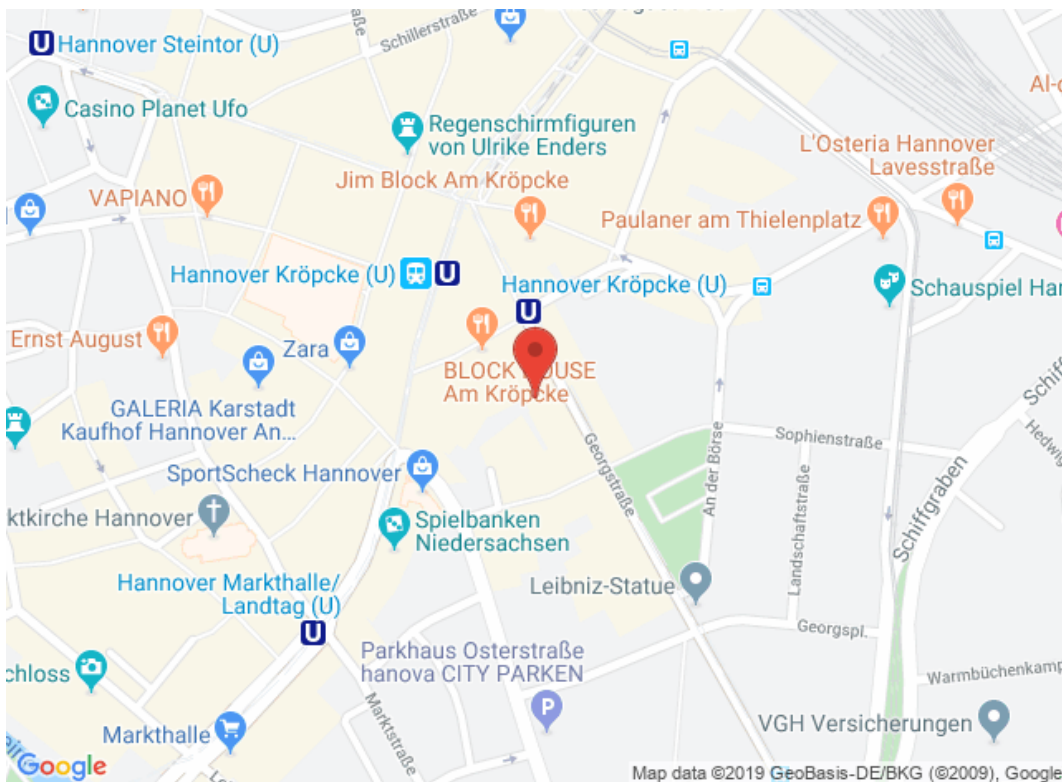 Hannover Steintor (U)
Schillerstraße
Casino Planet Ufo
Regenschirmfiguren
von Ulrike Enders
Al-
L'Osteria Hannover
Lavesstraße
VAPIANO
Jim Block Am Kröpcke
Paulaner am Thielenplatz
Hannover Kröpcke (U)
Hannover Kröpcke (U)
Schauspiel Har
Ernst August
Zara
BLOCK HOUSE
Am Kröpcke
GALERIA Karstadt
Kaufhof Hannover An...
Georgstraße
An der Börse
Sophienstraße
Landschaftstraße
Schiffgraben
Schiff
Hedwig
SportScheck Hannover
ktkirche Hannover
Spielbanken
Niedersachsen
Hannover Markthalle/
Landtag (U)
Leibniz-Statue
Georgspl.
Parkhaus Osterstraße
hanova CITY PARKEN
chloss
Marktstraße
Warmbüchenkamp
Markthalle
VGH Versicherungen
Google
Map data ©2019 GeoBasis-DE/BKG (©2009), Google